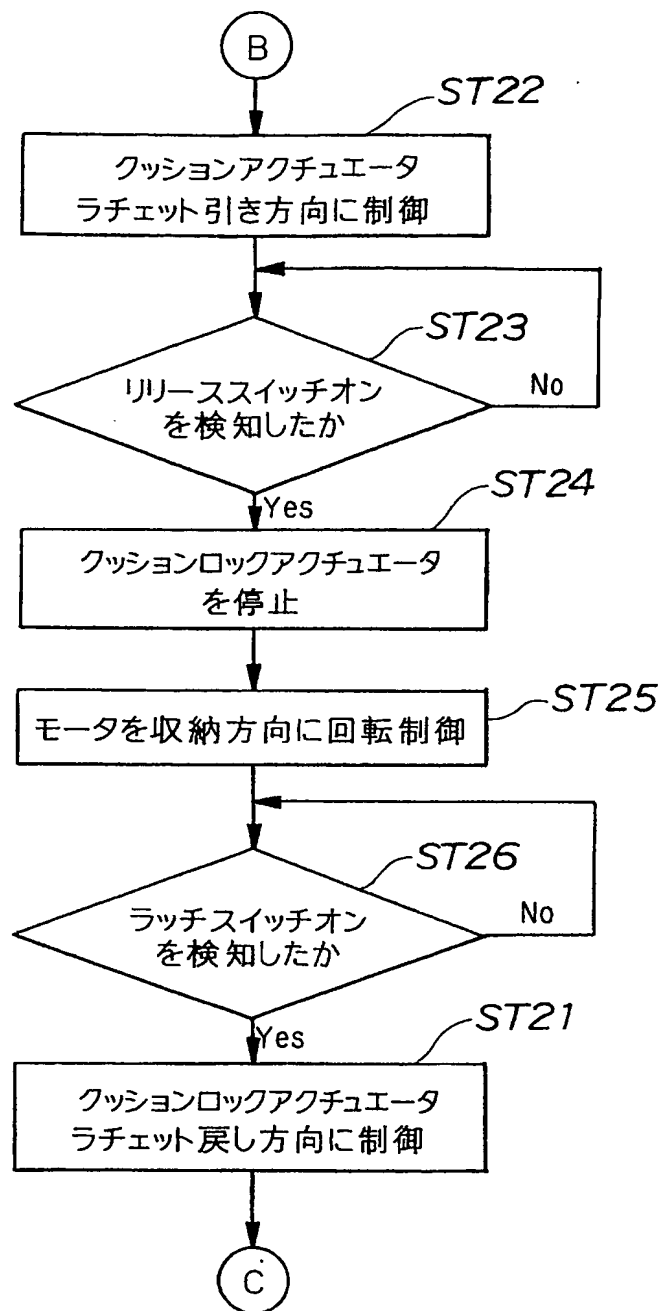 B
ST22
クッションアクチュエータ
ラチェット引き方向に制御
ST23
リリーススイッチオン
を検知したか
No
Yes
ST24
クッションロックアクチュエータ
を停止
ST25
モータを収納方向に回転制御
ST26
ラッチスイッチオン
を検知したか
No
Yes
ST21
クッションロックアクチュエータ
ラチェット戻し方向に制御
C